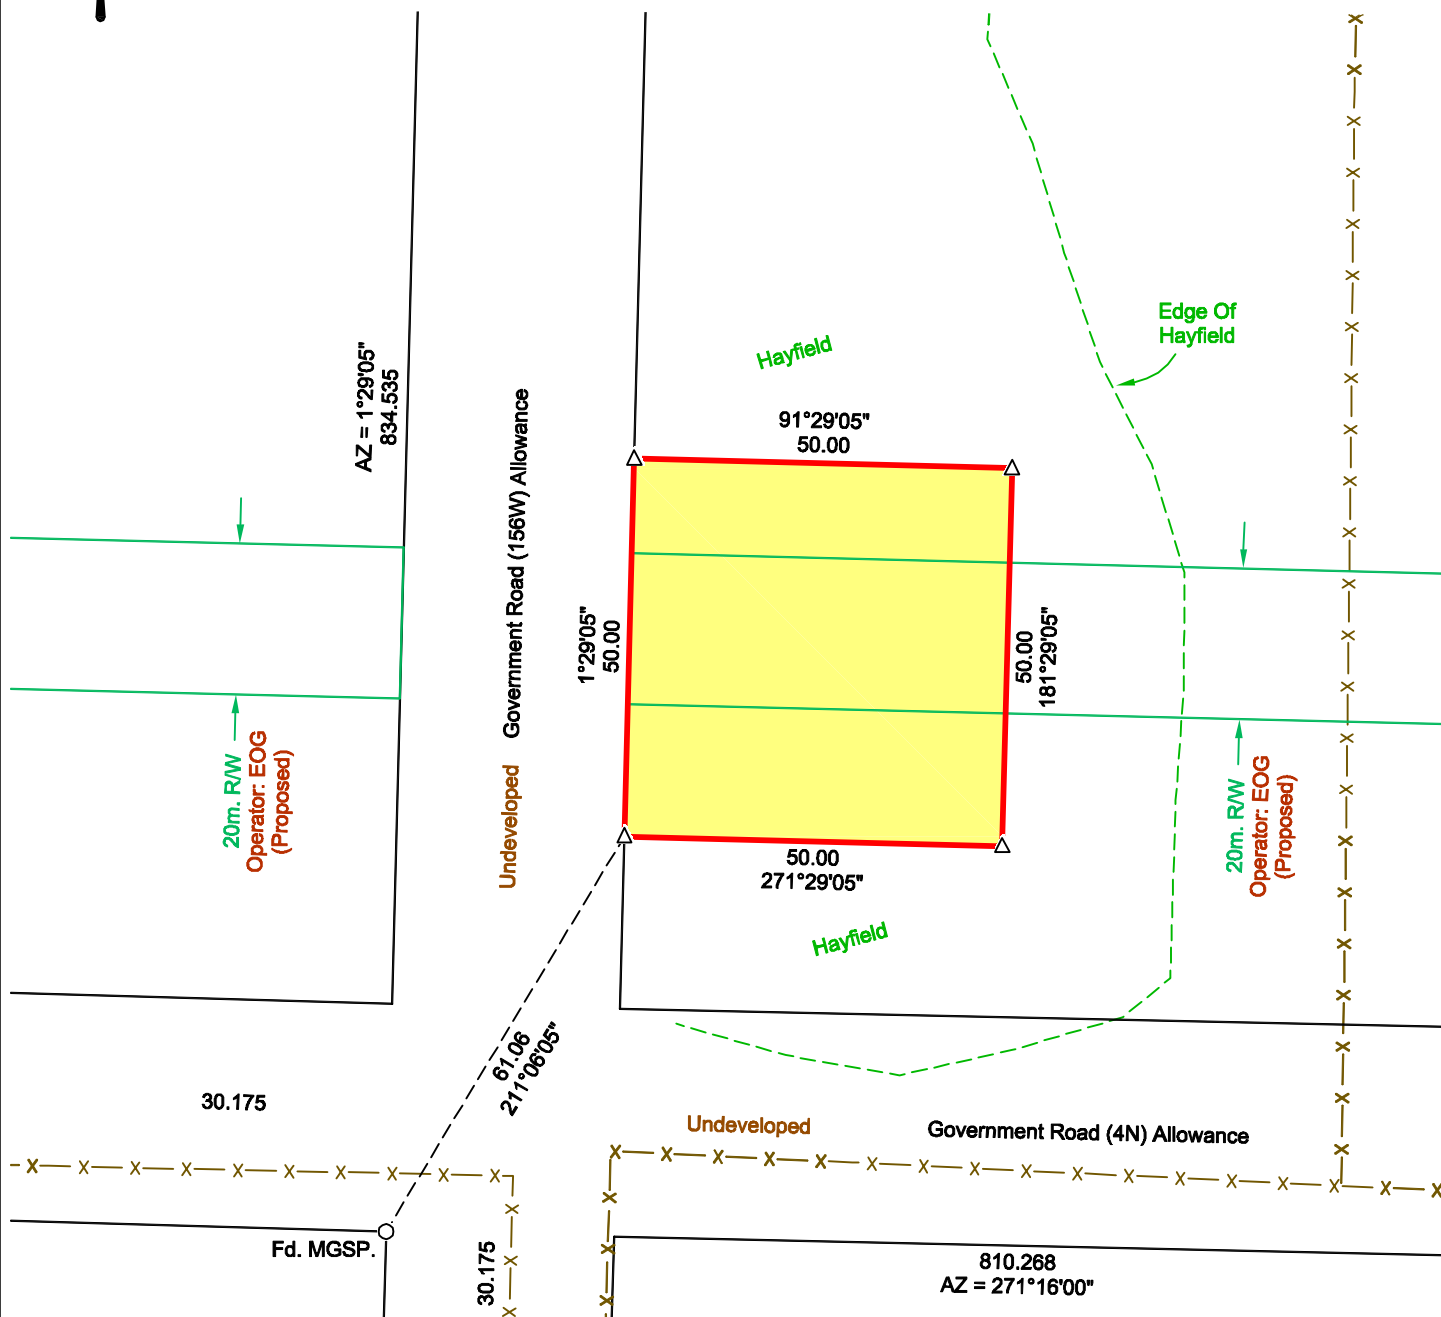 Edge Of
Hayfield
Hayfield
AZ = 1°29'05"
834.535
91°29'05"
50.00
Government Road (156W) Allowance
Undeveloped
1°29'05"
50.00
50.00
181°29'05"
20m. R/W
Operator: EOG
(Proposed)
20m. R/W
Operator: EOG
(Proposed)
50.00
271°29'05"
Hayfield
61.06
211°06'05"
30.175
Undeveloped
Government Road (4N) Allowance
Fd. MGSP.
30.175
810.268
AZ = 271°16'00"